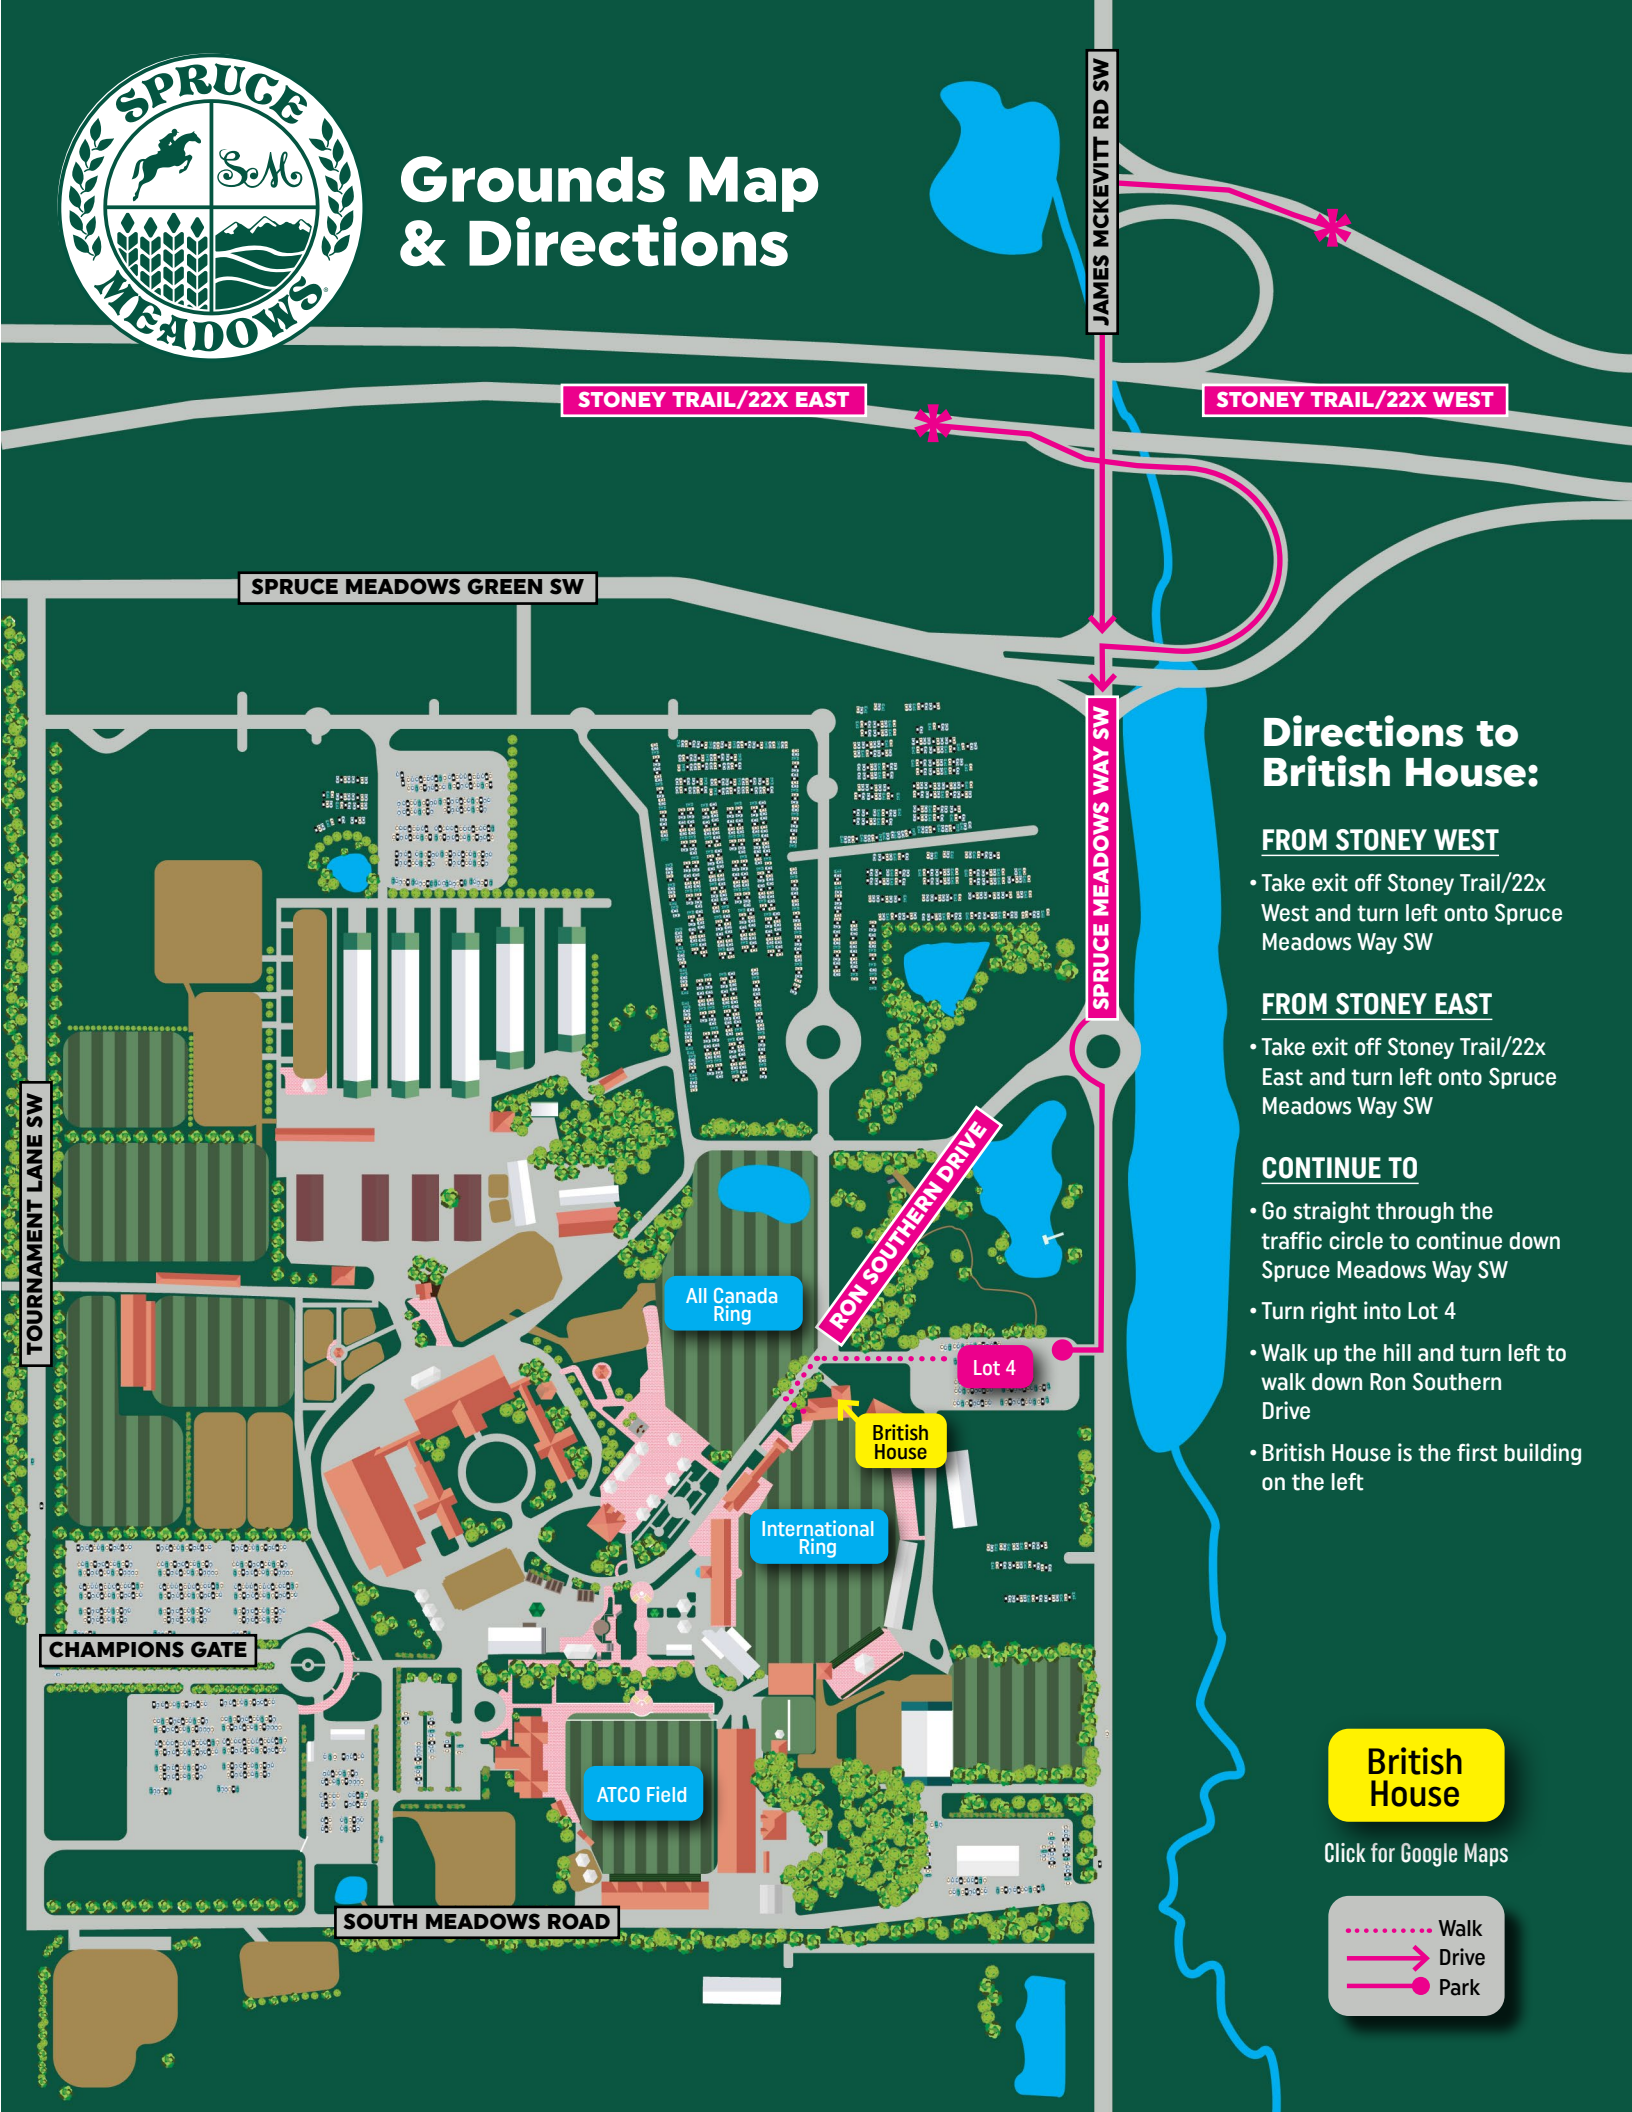 SPRUCE
SM
MEADOWS
Grounds Map
& Directions
JAMES MCKEVITT RD SW
STONEY TRAIL/22X EAST
STONEY TRAIL/22X WEST
SPRUCE MEADOWS GREEN SW
SPRUCE MEADOWS WAY SW
TOURNAMENT LANE SW
RON SOUTHERN DRIVE
All Canada
Ring
Lot 4
British
House
International
Ring
CHAMPIONS GATE
ATCO Field
SOUTH MEADOWS ROAD
Directions to
British House:
FROM STONEY WEST
• Take exit off Stoney Trail/22x
West and turn left onto Spruce
Meadows Way SW
FROM STONEY EAST
• Take exit off Stoney Trail/22x
East and turn left onto Spruce
Meadows Way SW
CONTINUE TO
• Go straight through the
traffic circle to continue down
Spruce Meadows Way SW
• Turn right into Lot 4
• Walk up the hill and turn left to
walk down Ron Southern
Drive
• British House is the first building
on the left
British
House
Click for Google Maps
Walk
Drive
Park